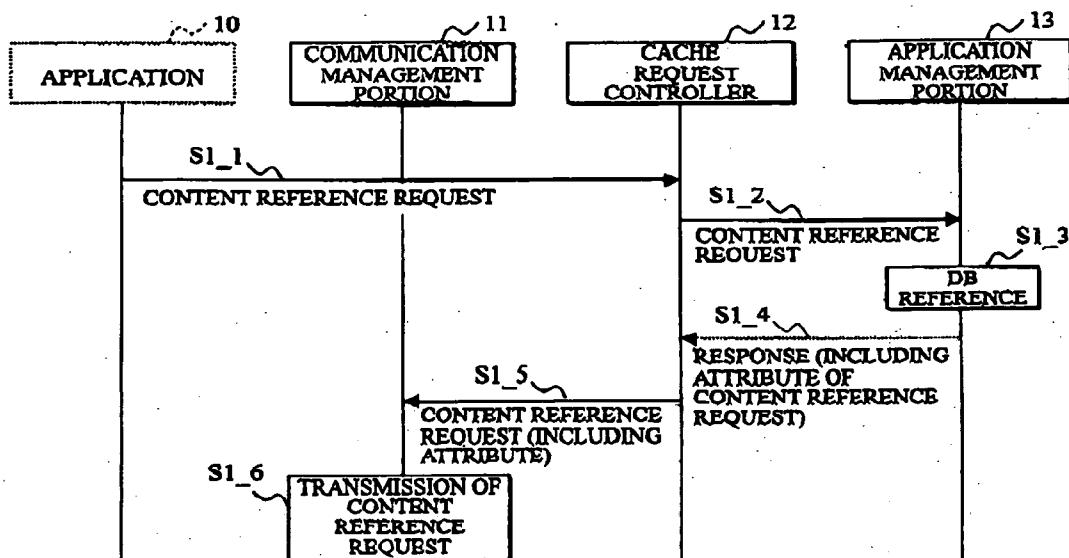 10
11
12
13
APPLICATION
COMMUNICATION
MANAGEMENT
PORTION
CACHE
REQUEST
CONTROLLER
APPLICATION
MANAGEMENT
PORTION
S1_1
CONTENT REFERENCE REQUEST
S1_2
CONTENT REFERENCE
REQUEST
S1_3
DB
REFERENCE
S1_4
RESPONSE (INCLUDING
ATTRIBUTE OF
CONTENT REFERENCE
REQUEST)
S1_5
CONTENT REFERENCE
REQUEST (INCLUDING
ATTRIBUTE)
S1_6
TRANSMISSION OF
CONTENT
REFERENCE
REQUEST